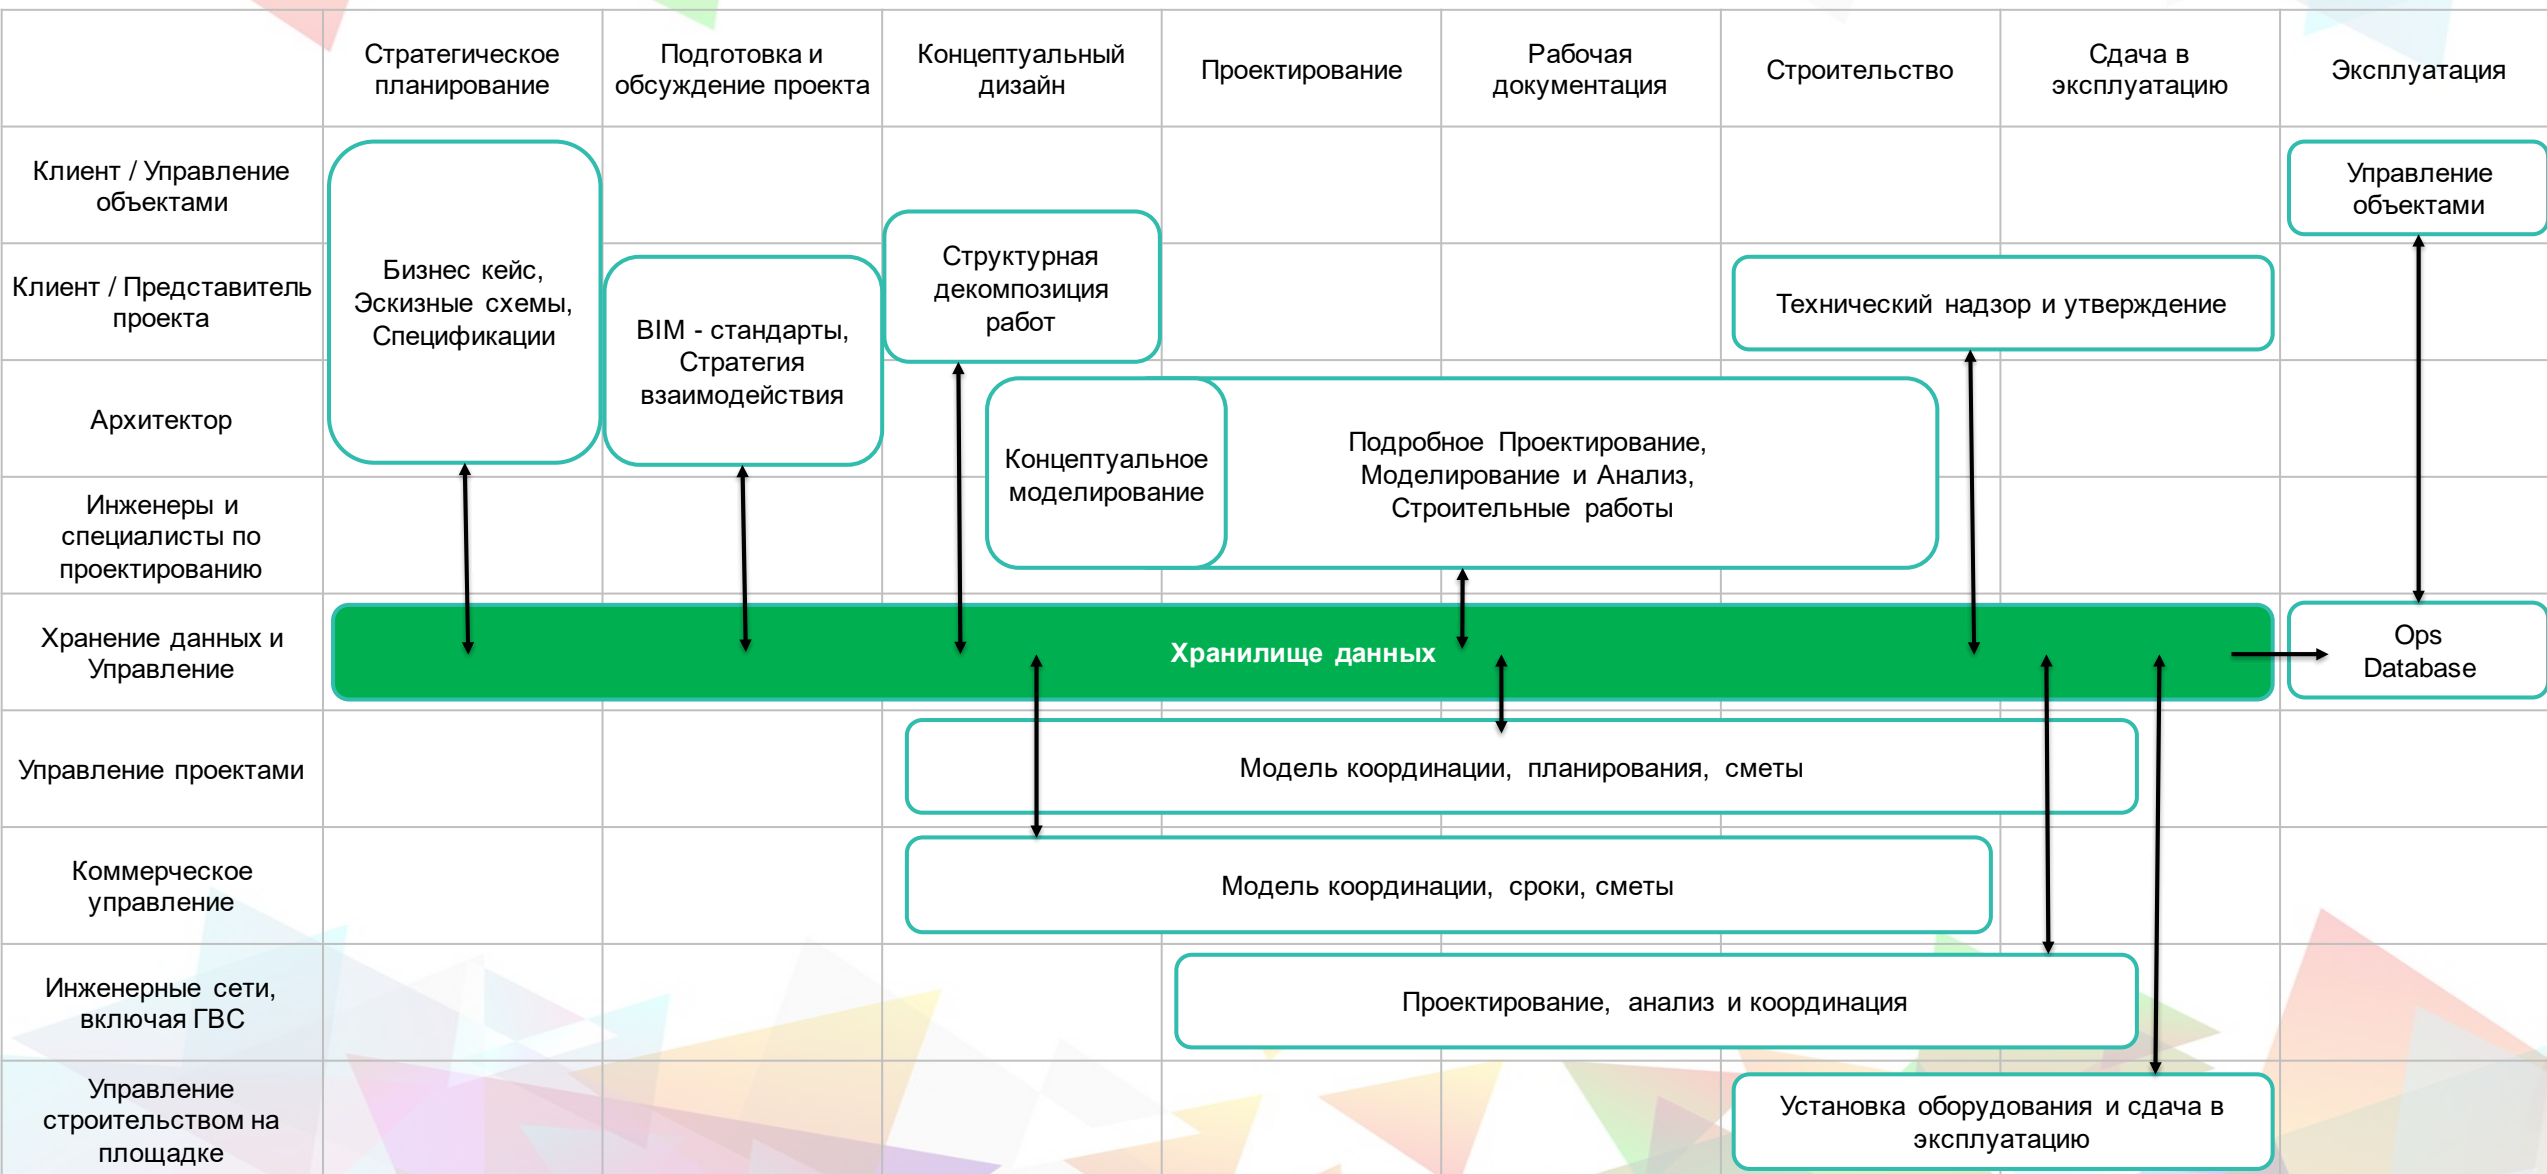 Стратегическое
планирование
Подготовка и
обсуждение проекта
Концептуальный
дизайн
Проектирование
Рабочая
документация
Строительство
Сдача в
эксплуатацию
Эксплуатация
Клиент / Управление
объектами
Клиент / Представитель
проекта
Архитектор
Инженеры и
специалисты по
проектированию
Хранение данных и
Управление
Управление проектами
Коммерческое
управление
Инженерные сети,
включая ГВС
Управление
строительством на
площадке
Бизнес кейс,
Эскизные схемы,
Спецификации
BIM - стандарты,
Стратегия
взаимодействия
Структурная
декомпозиция
работ
Концептуальное
моделирование
Подробное Проектирование,
Моделирование и Анализ,
Строительные работы
Технический надзор и утверждение
Управление
объектами
Хранилище данных
Ops
Database
Модель координации, планирования, сметы
Модель координации, сроки, сметы
Проектирование, анализ и координация
Установка оборудования и сдача в
эксплуатацию